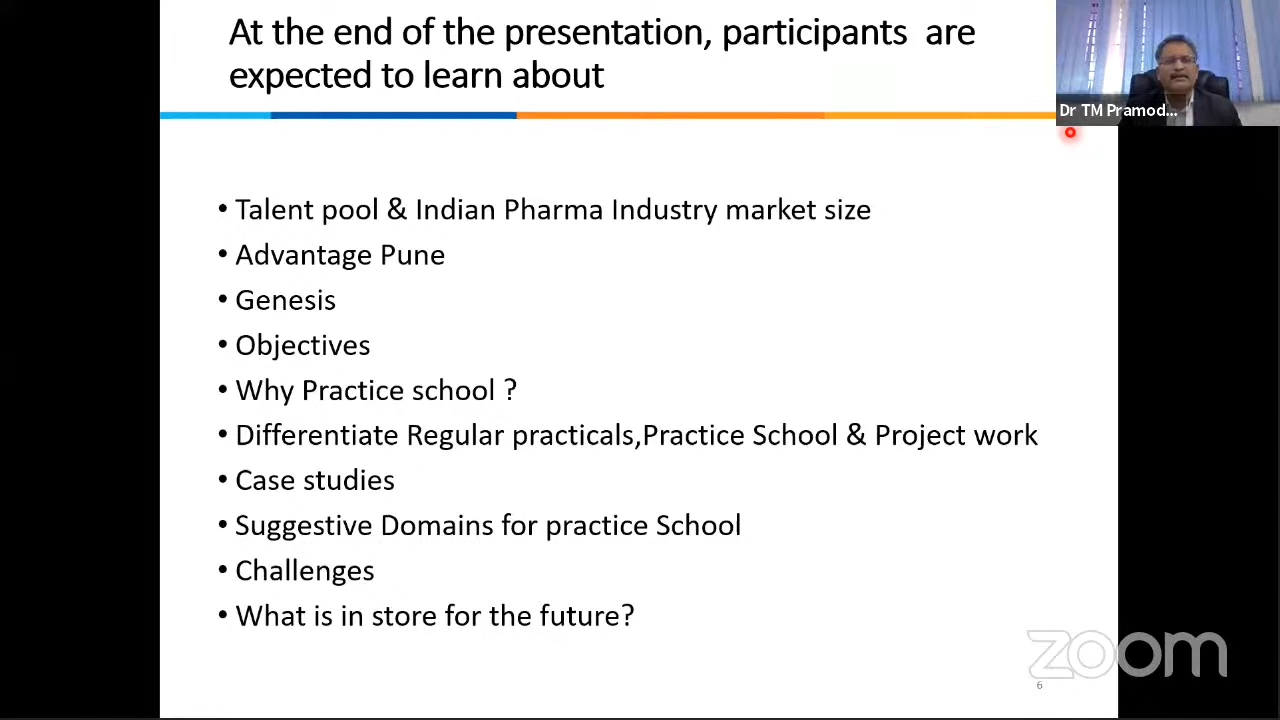 At the end of the presentation, participants are
expected to learn about
Dr TM Pramod...
• Talent pool & Indian Pharma Industry market size
• Advantage Pune
• Genesis
• Objectives
• Why Practice school ?
• Differentiate Regular practicals,Practice School & Project work
• Case studies
• Suggestive Domains for practice School
• Challenges
• What is in store for the future?
zoom
6